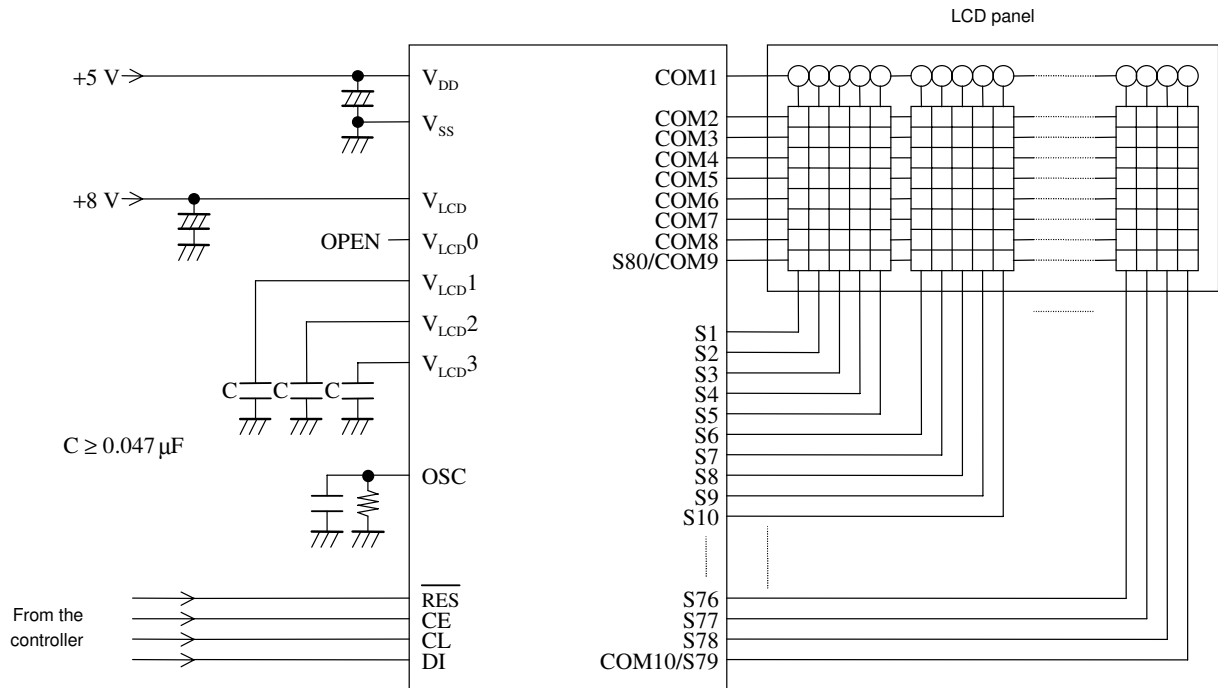 LCD panel
+5 V
VDD
VSS
+8 V
VLCD
OPEN
VLCD0
VLCD1
VLCD2
VLCD3
C
C
C
C ≥ 0.047 μF
OSC
From the
controller
RES
CE
CL
DI
COM1
COM2
COM3
COM4
COM5
COM6
COM7
COM8
S80/COM9
S1
S2
S3
S4
S5
S6
S7
S8
S9
S10
S76
S77
S78
COM10/S79